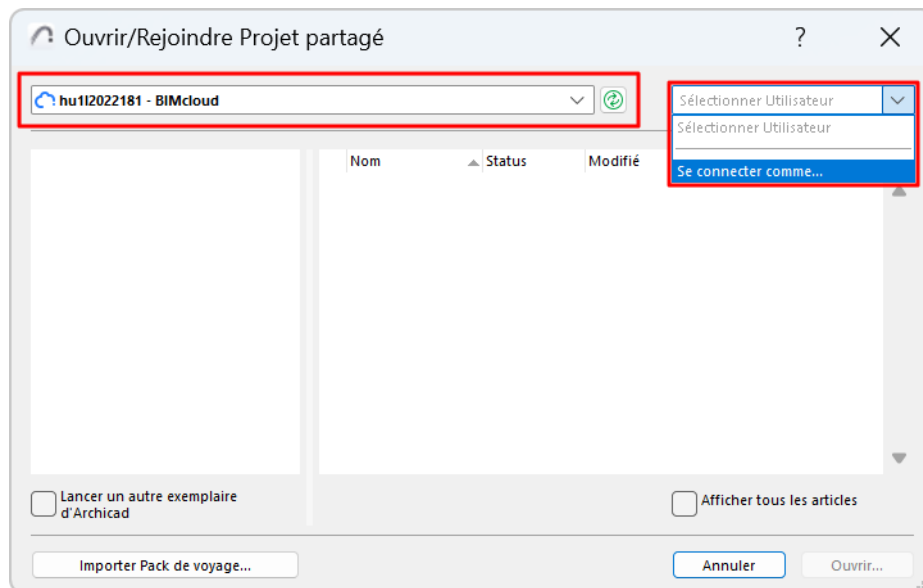 Ouvrir/Rejoindre Projet partagé
?
hu1l2022181 - BIMcloud
Sélectionner Utilisateur
Sélectionner Utilisateur
Se connecter comme...
Nom
Status
Modifié
Lancer un autre exemplaire
d'Archicad
Afficher tous les articles
Importer Pack de voyage...
Annuler
Ouvrir...